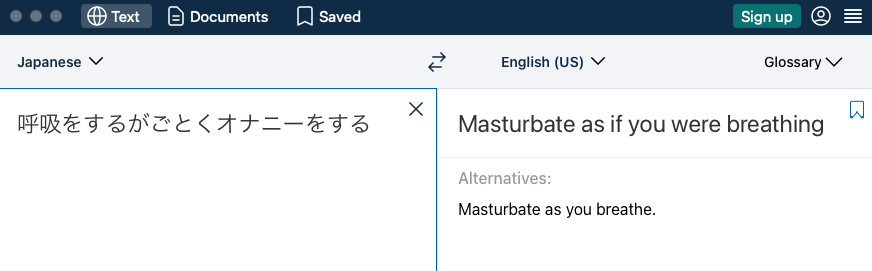 Text Documents Saved Sign up
Japanese English (US) Glossary
呼吸をするがごとくオナニーをする
Masturbate as if you were breathing
Alternatives:
Masturbate as you breathe.